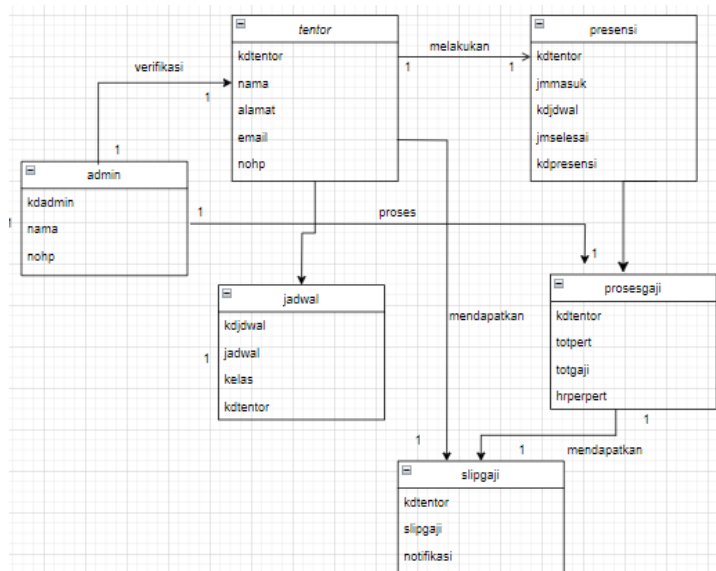 tentor
kdtentor
nama
alamat
email
nohp
presensi
kdtentor
jmmasuk
kdjdwal
jmselesai
kdpresensi
melakukan
1
1
verifikasi
1
1
admin
kdadmin
nama
nohp
1
1
proses
1
jadwal
kdjdwal
jadwal
kelas
kdtentor
1
mendapatkan
1
prosesgaji
kdtentor
totpert
totgaji
hrperpert
1
1
mendapatkan
slipgaji
kdtentor
slipgaji
notifikasi